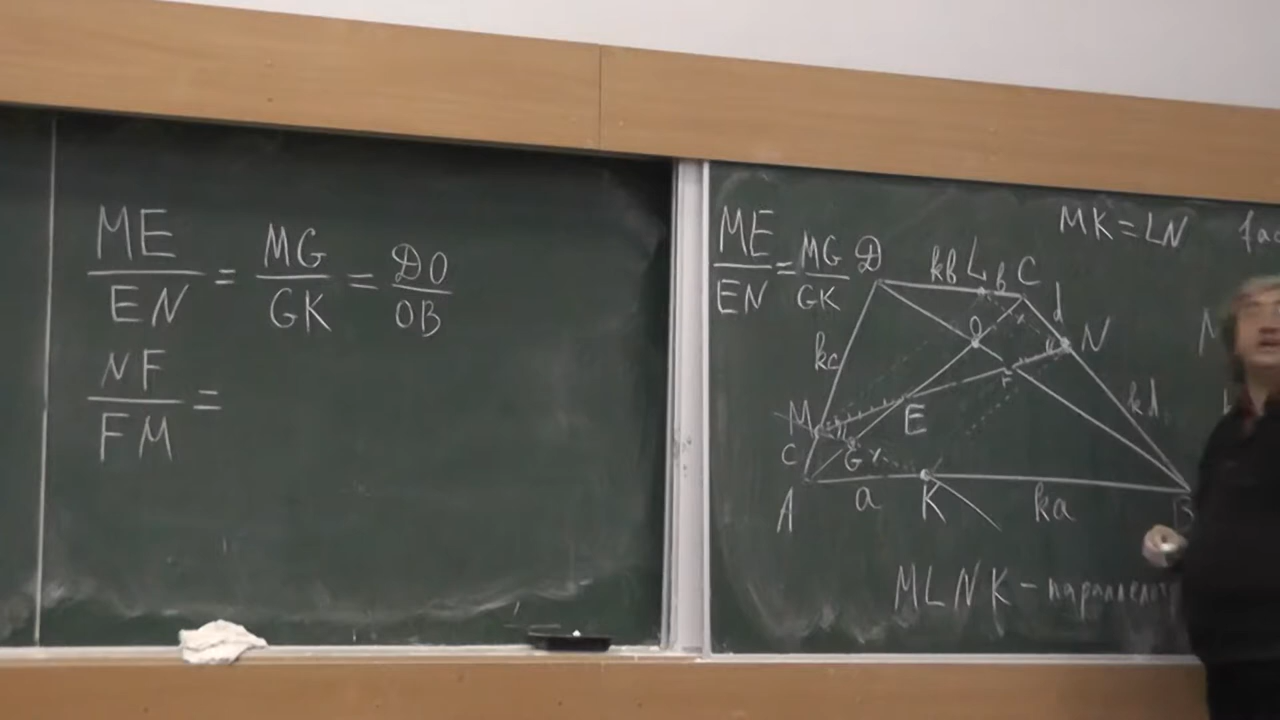 ME/EN = MG/GK = DO/OB
NF/FM =
ME/EN = MG/GK
MK = LN
D kb L b C
d
O
N
kc
F
kd
M
E
c
G
x
A a K ka B
MLNK -